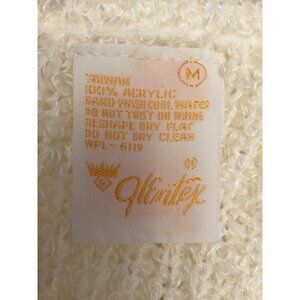 TAIWAN
M
100% ACRYLIC
HAND WASH COOL WATER
DO NOT TWIST OR WRING
RESHAPE DRY FLAT
DO NOT DRY CLEAN
WPL-6119
glentex